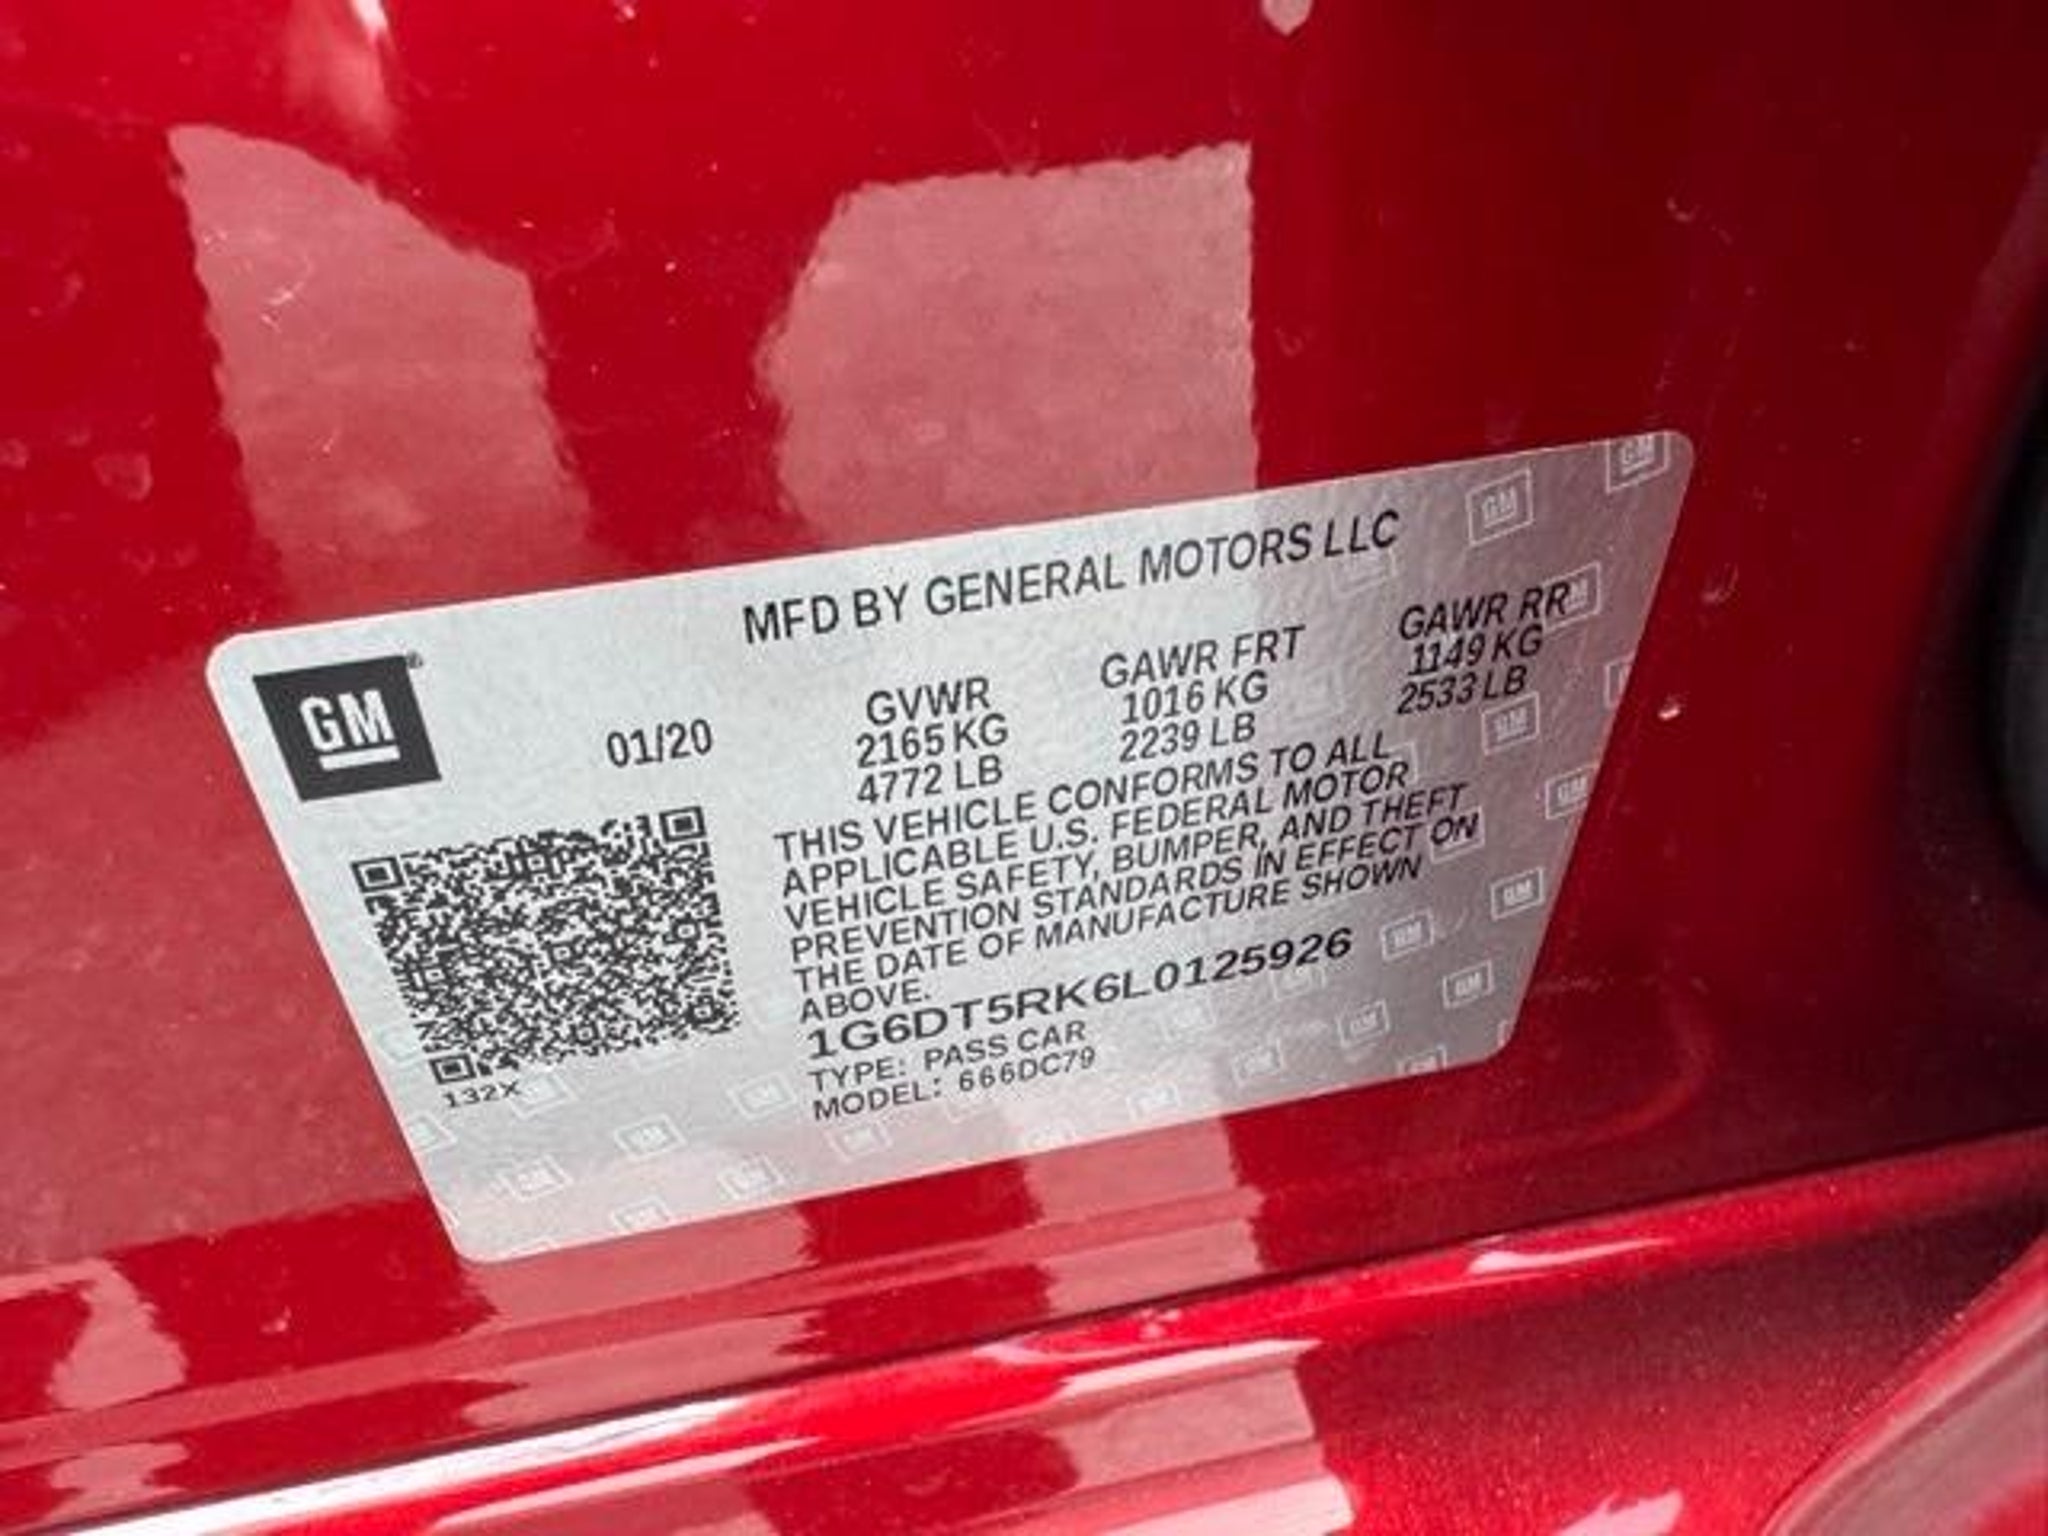 MFD BY GENERAL MOTORS LLC
GM®
01/20
GVWR
2165 KG
4772 LB
GAWR FRT
1016 KG
2239 LB
GAWR RR
1149 KG
2533 LB
THIS VEHICLE CONFORMS TO ALL
APPLICABLE U.S. FEDERAL MOTOR
VEHICLE SAFETY, BUMPER, AND THEFT
PREVENTION STANDARDS IN EFFECT ON
THE DATE OF MANUFACTURE SHOWN
ABOVE.
1G6DT5RK6L0125926
TYPE: PASS CAR
MODEL: 666DC79
132X